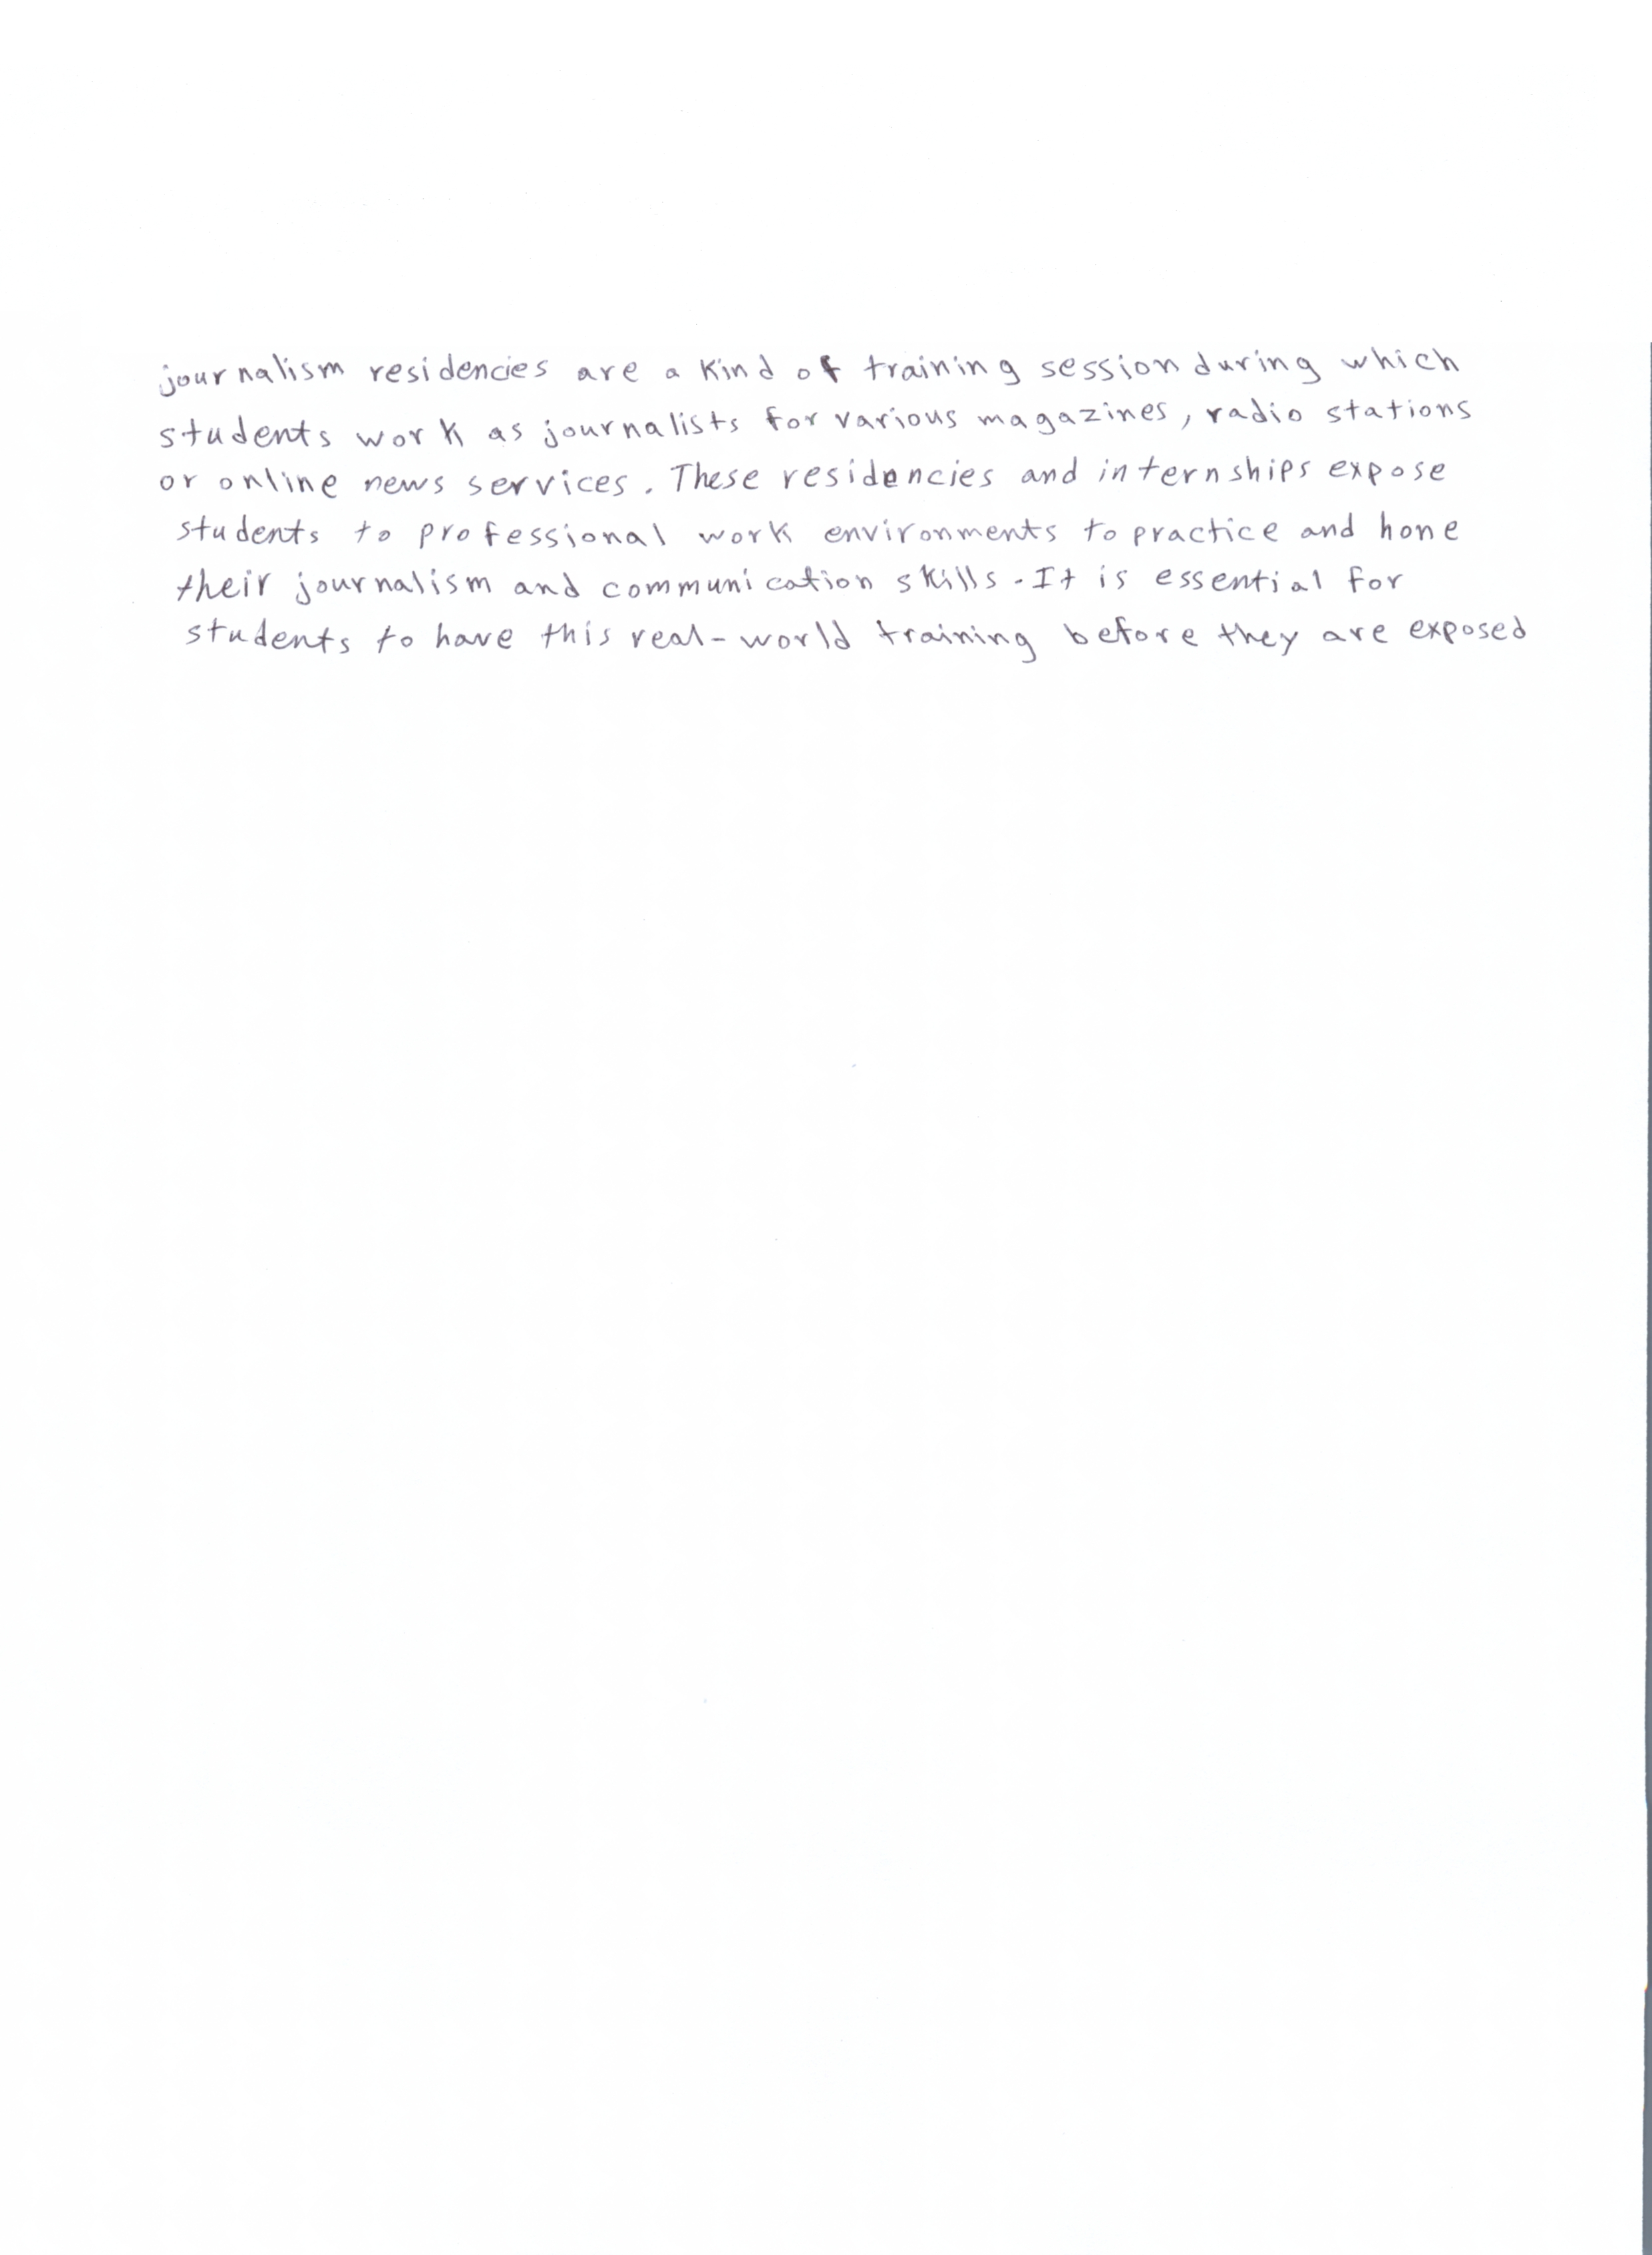 journalism residencies are a kind of training session during which
students work as journalists for various magazines, radio stations
or online news services. These residencies and internships expose
students to professional work environments to practice and hone
their journalism and communication skills. It is essential for
students to have this real-world training before they are exposed